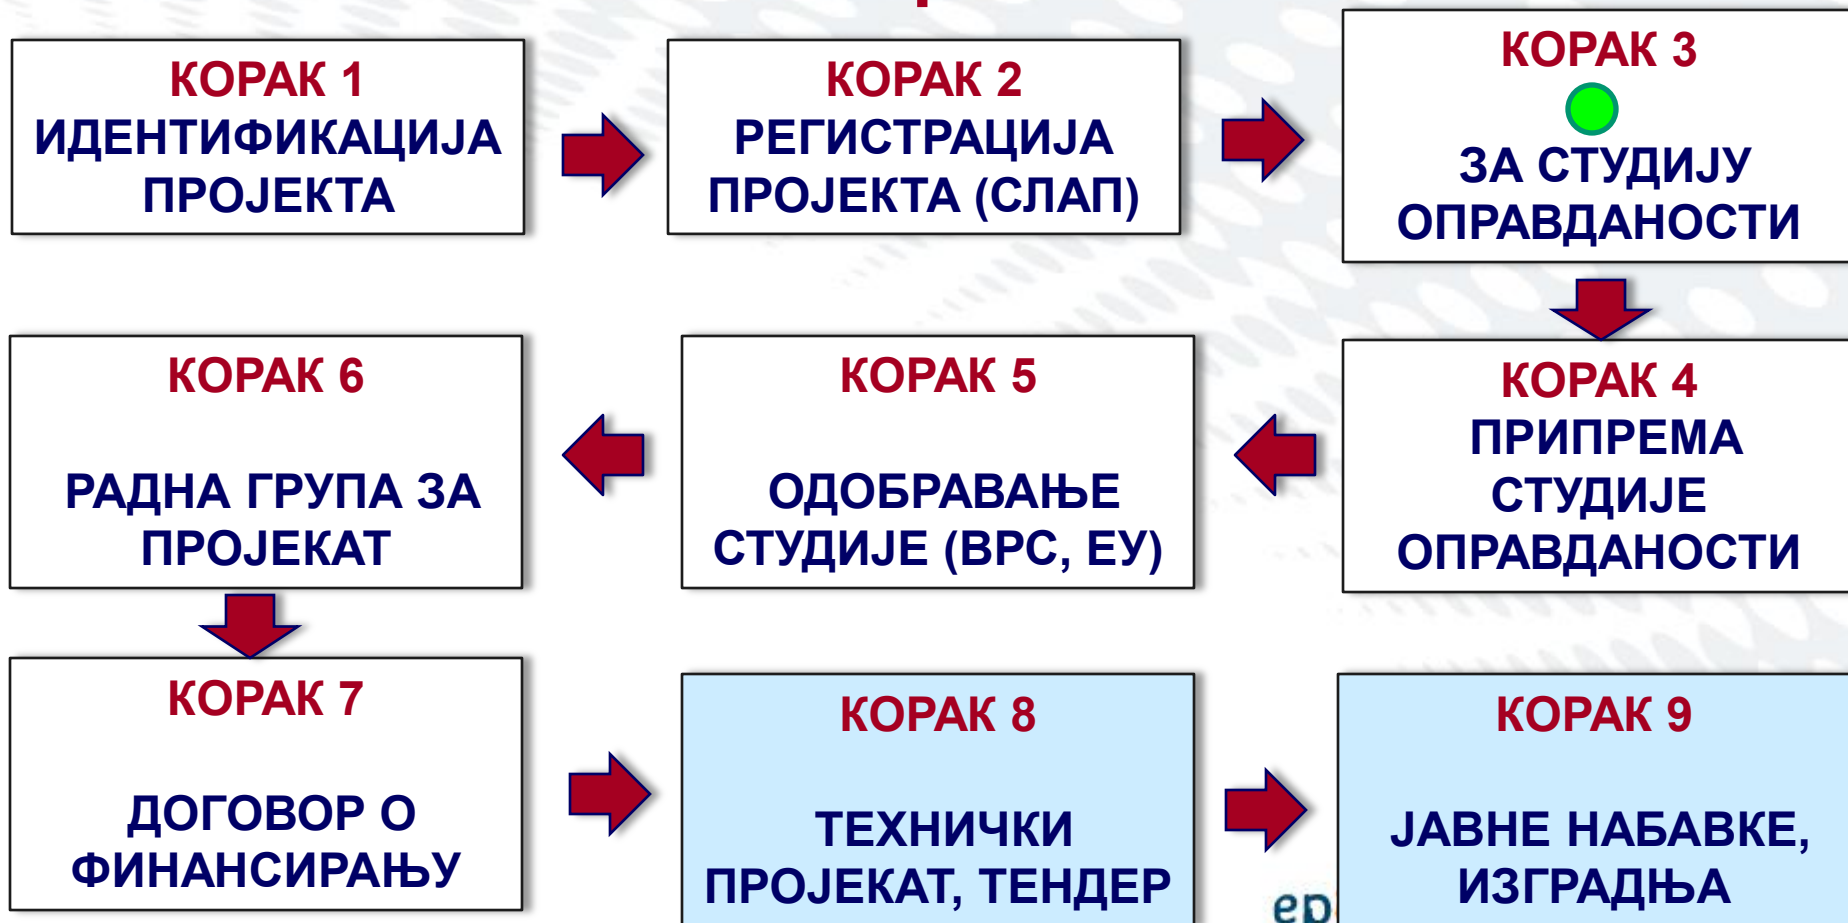 КОРАК 1
ИДЕНТИФИКАЦИЈА
ПРОЈЕКТА
КОРАК 2
РЕГИСТРАЦИЈА
ПРОЈЕКТА (СЛАП)
КОРАК 3
ЗА СТУДИЈУ
ОПРАВДАНОСТИ
КОРАК 4
ПРИПРЕМА
СТУДИЈЕ
ОПРАВДАНОСТИ
КОРАК 5
ОДОБРАВАЊЕ
СТУДИЈЕ (ВРС, ЕУ)
КОРАК 6
РАДНА ГРУПА ЗА
ПРОЈЕКАТ
КОРАК 7
ДОГОВОР О
ФИНАНСИРАЊУ
КОРАК 8
ТЕХНИЧКИ
ПРОЈЕКАТ, ТЕНДЕР
КОРАК 9
ЈАВНЕ НАБАВКЕ,
ИЗГРАДЊА